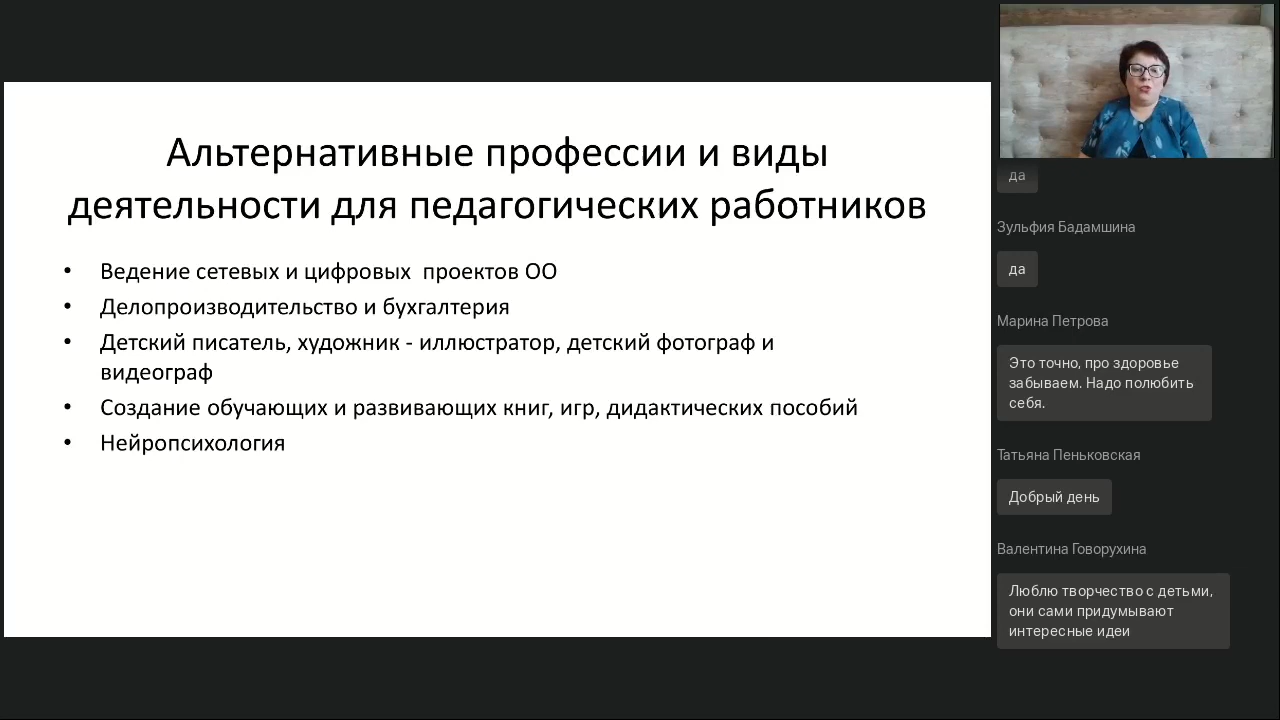 Альтернативные профессии и виды
деятельности для педагогических работников
• Ведение сетевых и цифровых проектов ОО
• Делопроизводительство и бухгалтерия
• Детский писатель, художник - иллюстратор, детский фотограф и
видеограф
• Создание обучающих и развивающих книг, игр, дидактических пособий
• Нейропсихология
да
Зульфия Бадамшина
да
Марина Петрова
Это точно, про здоровье
забываем. Надо полюбить
себя.
Татьяна Пеньковская
Добрый день
Валентина Говорухина
Люблю творчество с детьми,
они сами придумывают
интересные идеи